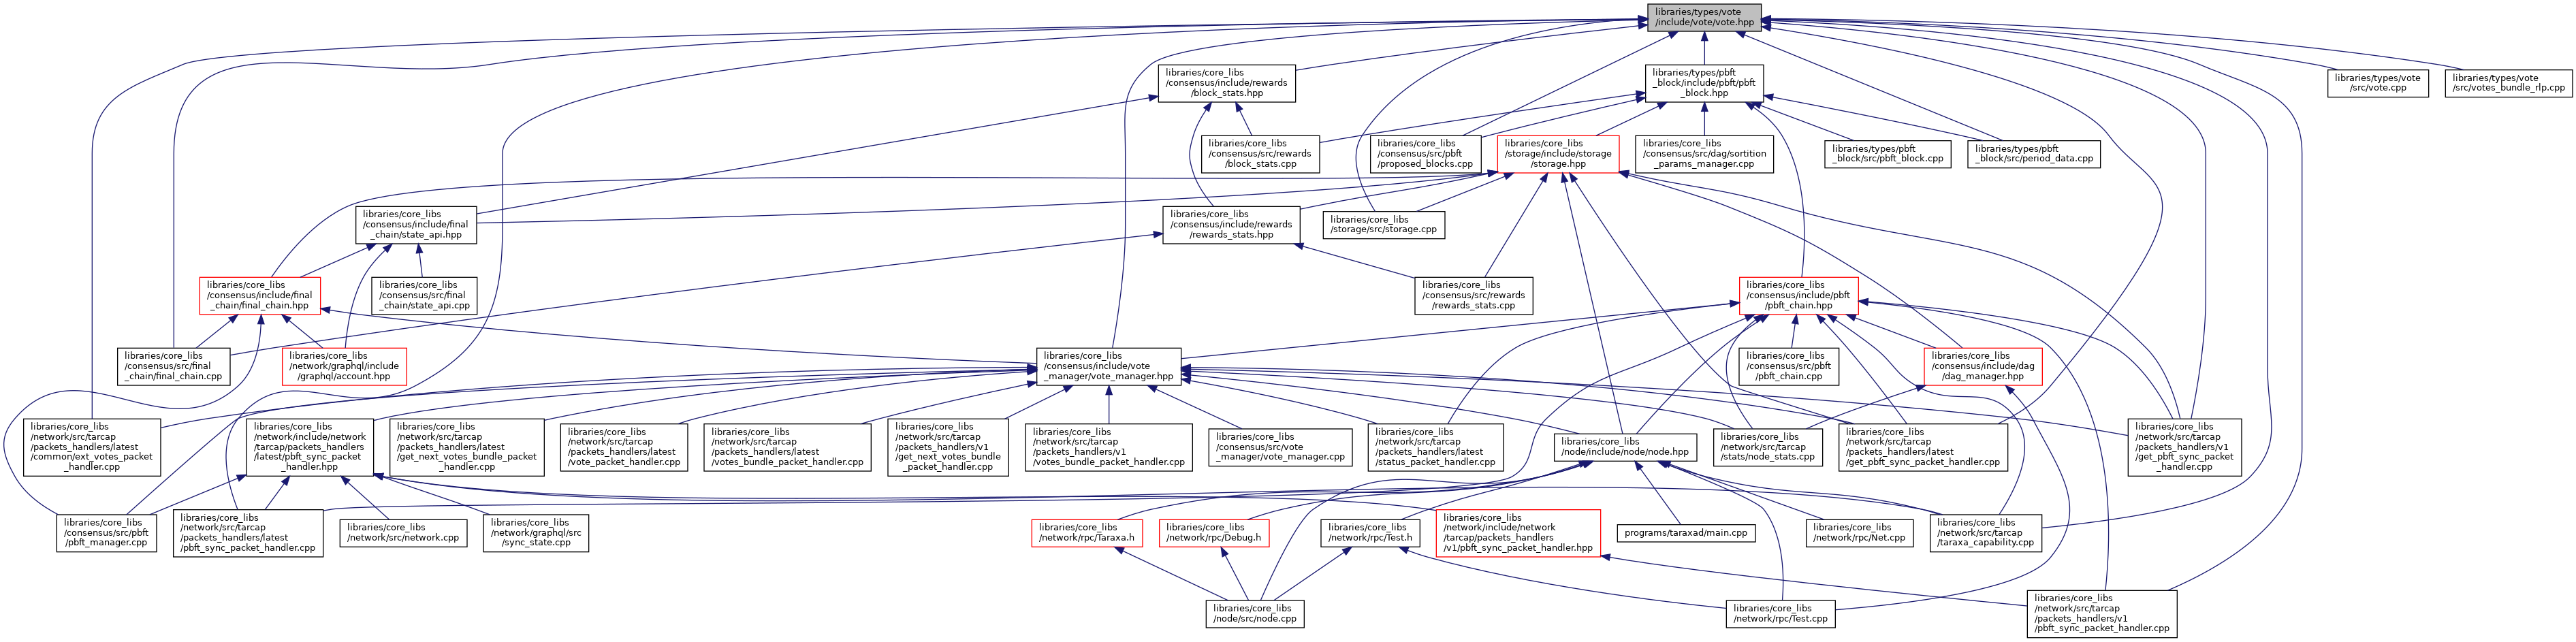 libraries/types/vote
/include/vote/vote.hpp
libraries/core_libs
/consensus/include/rewards
/block_stats.hpp
libraries/types/pbft
_block/include/pbft/pbft
_block.hpp
libraries/types/vote
/src/vote.cpp
libraries/types/vote
/src/votes_bundle_rlp.cpp
libraries/core_libs
/consensus/src/rewards
/block_stats.cpp
libraries/core_libs
/consensus/src/pbft
/proposed_blocks.cpp
libraries/core_libs
/storage/include/storage
/storage.hpp
libraries/core_libs
/consensus/src/dag/sortition
_params_manager.cpp
libraries/types/pbft
_block/src/pbft_block.cpp
libraries/types/pbft
_block/src/period_data.cpp
libraries/core_libs
/consensus/include/final
_chain/state_api.hpp
libraries/core_libs
/consensus/include/rewards
/rewards_stats.hpp
libraries/core_libs
/storage/src/storage.cpp
libraries/core_libs
/consensus/include/final
_chain/final_chain.hpp
libraries/core_libs
/consensus/src/final
_chain/state_api.cpp
libraries/core_libs
/consensus/src/rewards
/rewards_stats.cpp
libraries/core_libs
/consensus/include/pbft
/pbft_chain.hpp
libraries/core_libs
/consensus/src/final
_chain/final_chain.cpp
libraries/core_libs
/network/graphql/include
/graphql/account.hpp
libraries/core_libs
/consensus/include/vote
_manager/vote_manager.hpp
libraries/core_libs
/consensus/src/pbft
/pbft_chain.cpp
libraries/core_libs
/consensus/include/dag
/dag_manager.hpp
libraries/core_libs
/network/src/tarcap
/packets_handlers/latest
/common/ext_votes_packet
_handler.cpp
libraries/core_libs
/network/include/network
/tarcap/packets_handlers
/latest/pbft_sync_packet
_handler.hpp
libraries/core_libs
/network/src/tarcap
/packets_handlers/latest
/get_next_votes_bundle_packet
_handler.cpp
libraries/core_libs
/network/src/tarcap
/packets_handlers/latest
/vote_packet_handler.cpp
libraries/core_libs
/network/src/tarcap
/packets_handlers/latest
/votes_bundle_packet_handler.cpp
libraries/core_libs
/network/src/tarcap
/packets_handlers/v1
/get_next_votes_bundle
_packet_handler.cpp
libraries/core_libs
/network/src/tarcap
/packets_handlers/v1
/votes_bundle_packet_handler.cpp
libraries/core_libs
/consensus/src/vote
_manager/vote_manager.cpp
libraries/core_libs
/network/src/tarcap
/packets_handlers/latest
/status_packet_handler.cpp
libraries/core_libs
/node/include/node/node.hpp
libraries/core_libs
/network/src/tarcap
/stats/node_stats.cpp
libraries/core_libs
/network/src/tarcap
/packets_handlers/latest
/get_pbft_sync_packet_handler.cpp
libraries/core_libs
/network/src/tarcap
/packets_handlers/v1
/get_pbft_sync_packet
_handler.cpp
libraries/core_libs
/consensus/src/pbft
/pbft_manager.cpp
libraries/core_libs
/network/src/tarcap
/packets_handlers/latest
/pbft_sync_packet_handler.cpp
libraries/core_libs
/network/src/network.cpp
libraries/core_libs
/network/graphql/src
/sync_state.cpp
libraries/core_libs
/network/rpc/Taraxa.h
libraries/core_libs
/network/rpc/Debug.h
libraries/core_libs
/network/rpc/Test.h
libraries/core_libs
/network/include/network
/tarcap/packets_handlers
/v1/pbft_sync_packet_handler.hpp
programs/taraxad/main.cpp
libraries/core_libs
/network/rpc/Net.cpp
libraries/core_libs
/network/src/tarcap
/taraxa_capability.cpp
libraries/core_libs
/node/src/node.cpp
libraries/core_libs
/network/rpc/Test.cpp
libraries/core_libs
/network/src/tarcap
/packets_handlers/v1
/pbft_sync_packet_handler.cpp